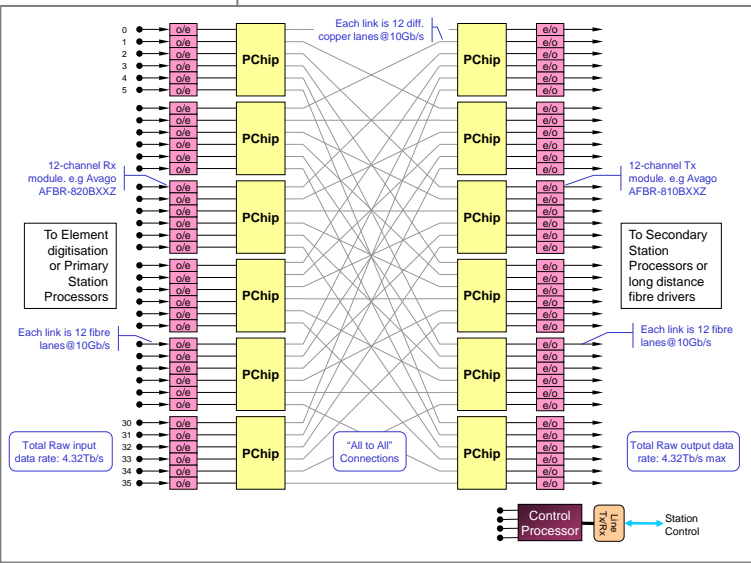 0
1
2
3
4
5
o/e
o/e
o/e
o/e
o/e
o/e
PChip
Each link is 12 diff.
copper lanes@10Gb/s
PChip
e/o
e/o
e/o
e/o
e/o
e/o
o/e
o/e
o/e
o/e
o/e
o/e
PChip
PChip
e/o
e/o
e/o
e/o
e/o
e/o
12-channel Rx
module. e.g Avago
AFBR-820BXXZ
o/e
o/e
o/e
o/e
o/e
o/e
PChip
PChip
e/o
e/o
e/o
e/o
e/o
e/o
12-channel Tx
module. e.g Avago
AFBR-810BXXZ
To Element
digitisation
or Primary
Station
Processors
o/e
o/e
o/e
o/e
o/e
o/e
PChip
PChip
e/o
e/o
e/o
e/o
e/o
e/o
To Secondary
Station
Processors or
long distance
fibre drivers
Each link is 12 fibre
lanes@10Gb/s
o/e
o/e
o/e
o/e
o/e
o/e
PChip
PChip
e/o
e/o
e/o
e/o
e/o
e/o
Each link is 12 fibre
lanes@10Gb/s
30
31
32
33
34
35
o/e
o/e
o/e
o/e
o/e
o/e
PChip
PChip
e/o
e/o
e/o
e/o
e/o
e/o
Total Raw input
data rate: 4.32Tb/s
“All to All”
Connections
Total Raw output data
rate: 4.32Tb/s max
Control
Processor
Line
Tx/Rx
Station
Control